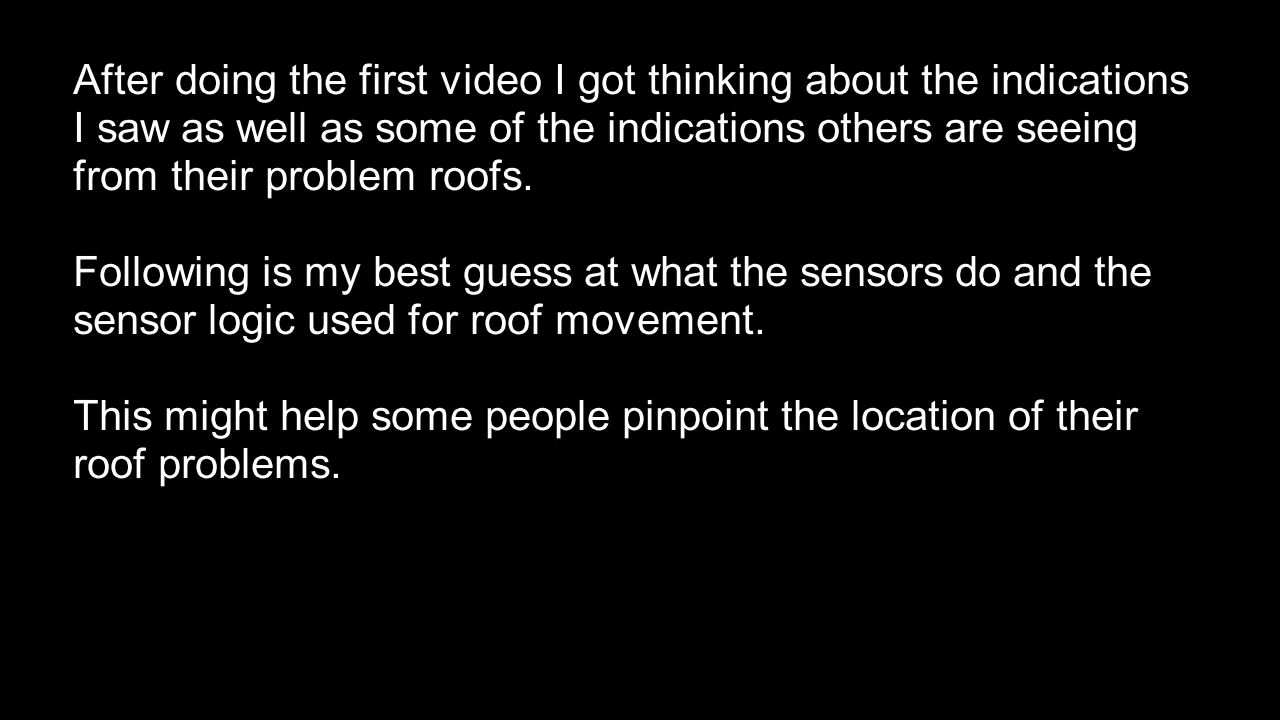 After doing the first video I got thinking about the indications
I saw as well as some of the indications others are seeing
from their problem roofs.
Following is my best guess at what the sensors do and the
sensor logic used for roof movement.
This might help some people pinpoint the location of their
roof problems.